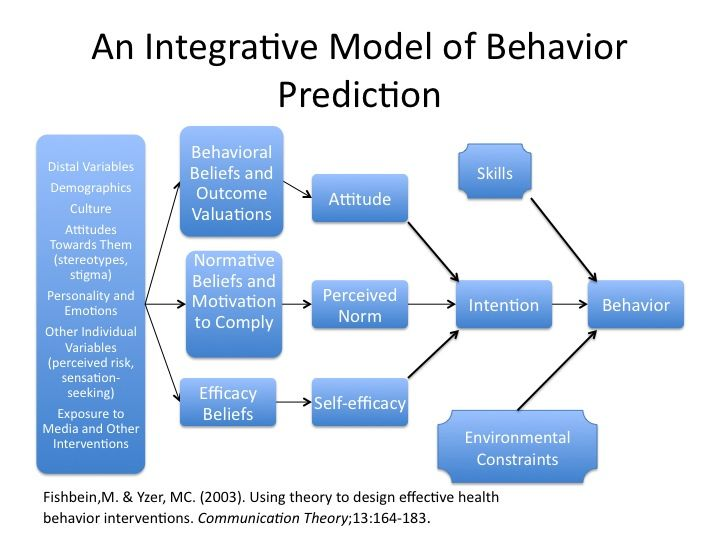 An Integrative Model of Behavior
Prediction
Distal Variables
Demographics
Culture
Attitudes
Towards Them
(stereotypes,
stigma)
Personality and
Emotions
Other Individual
Variables
(perceived risk,
sensation-
seeking)
Exposure to
Media and Other
Interventions
Behavioral
Beliefs and
Outcome
Valuations
Normative
Beliefs and
Motivation
to Comply
Efficacy
Beliefs
Attitude
Perceived
Norm
Self-efficacy
Skills
Intention
Behavior
Environmental
Constraints
Fishbein,M. & Yzer, MC. (2003). Using theory to design effective health
behavior interventions. Communication Theory;13:164-183.